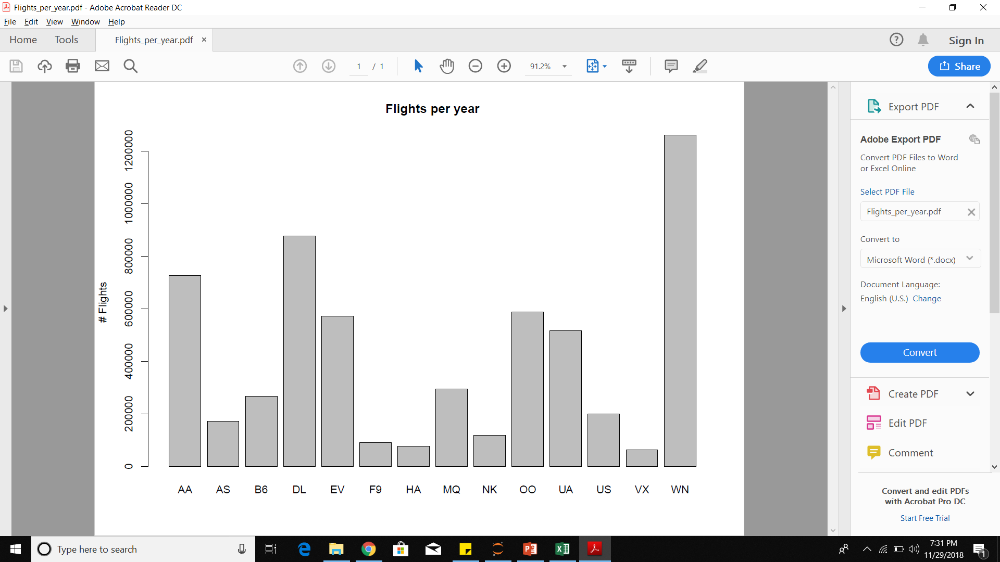 Flights_per_year.pdf - Adobe Acrobat Reader DC
File Edit View Window Help
Home Tools Flights_per_year.pdf × Sign In
1 / 1 91.2% Share
Flights per year
# Flights
1200000
1000000
800000
600000
400000
200000
0
AA AS B6 DL EV F9 HA MQ NK OO UA US VX WN
Export PDF
Adobe Export PDF
Convert PDF Files to Word
or Excel Online
Select PDF File
Flights_per_year.pdf
Convert to
Microsoft Word (*.docx)
Document Language:
English (U.S.) Change
Convert
Create PDF
Edit PDF
Comment
Convert and edit PDFs
with Acrobat Pro DC
Start Free Trial
Type here to search
7:31 PM
11/29/2018
1